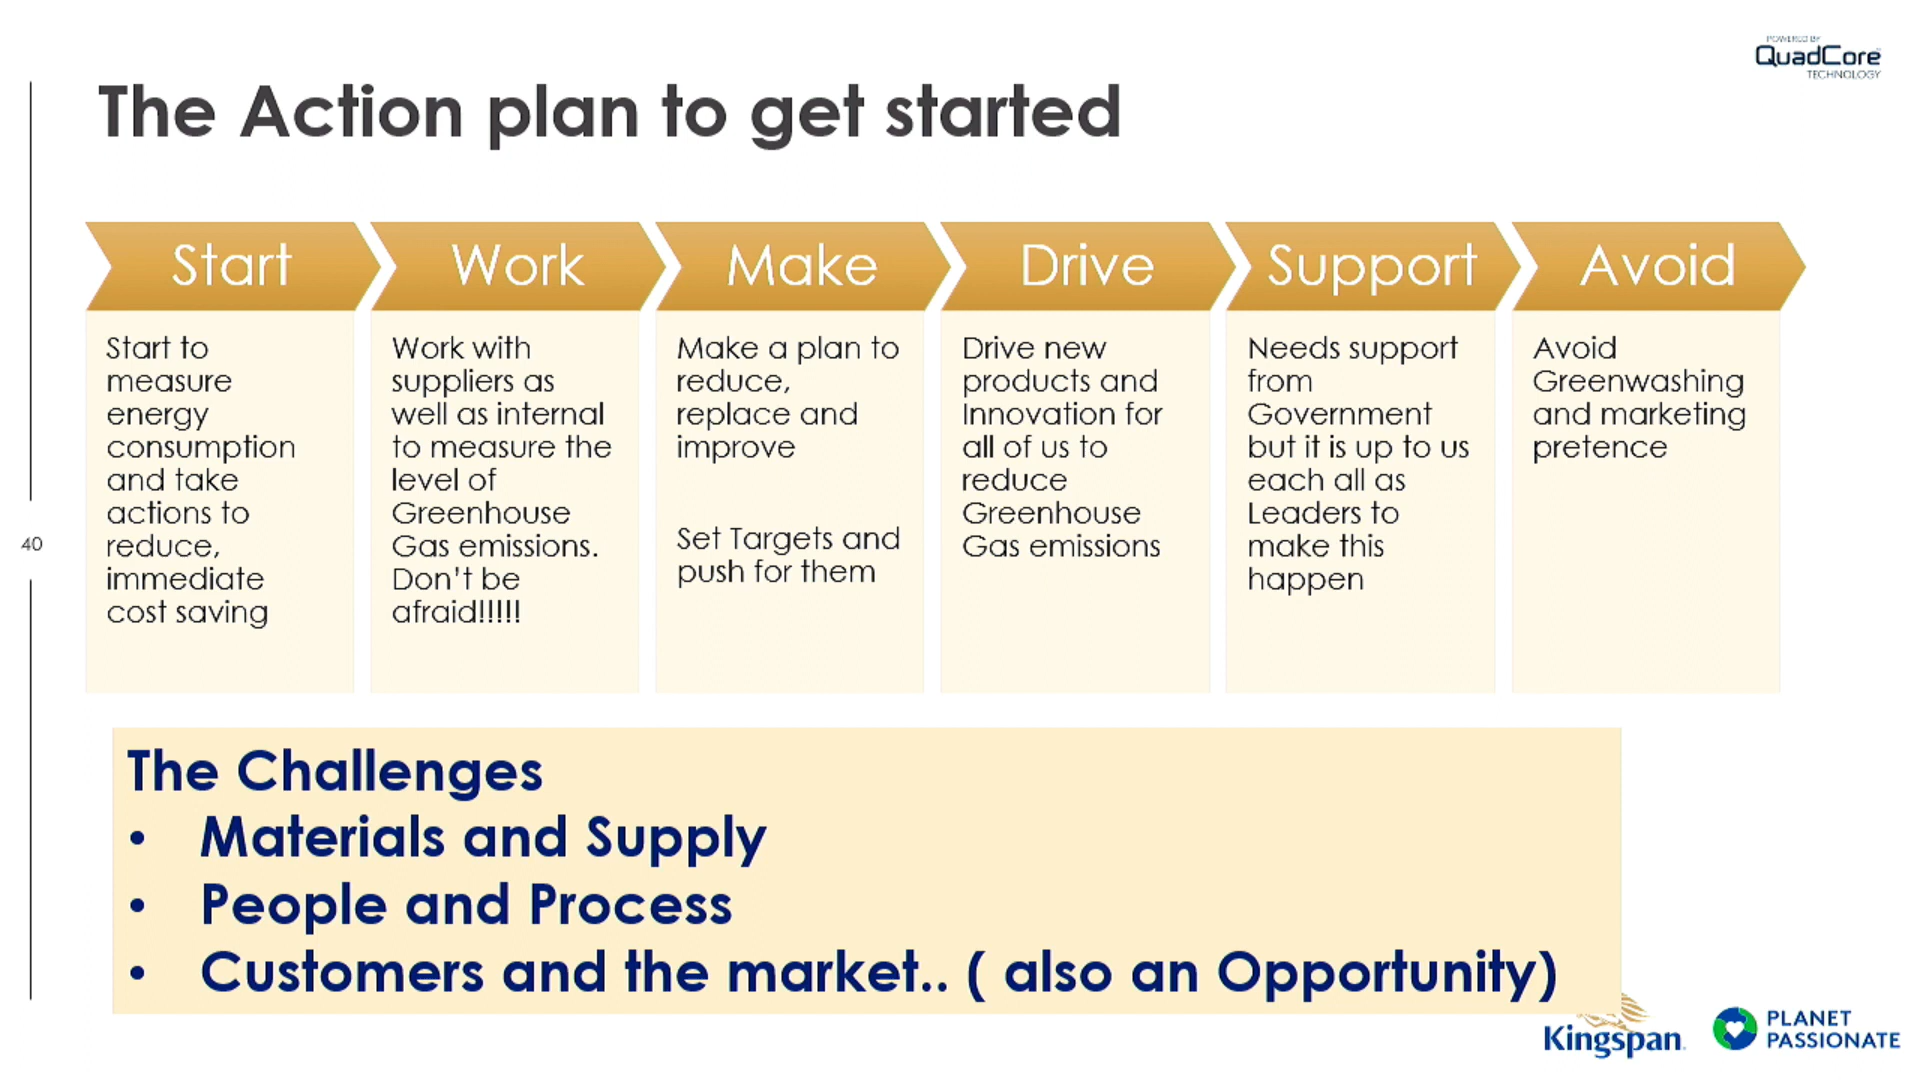 POWERED BY
QuadCore
TECHNOLOGY
The Action plan to get started
Start
Start to
measure
energy
consumption
and take
actions to
reduce,
immediate
cost saving
Work
Work with
suppliers as
well as internal
to measure the
level of
Greenhouse
Gas emissions.
Don't be
afraid!!!!!
Make
Make a plan to
reduce,
replace and
improve
Set Targets and
push for them
Drive
Drive new
products and
Innovation for
all of us to
reduce
Greenhouse
Gas emissions
Support
Needs support
from
Government
but it is up to us
each all as
Leaders to
make this
happen
Avoid
Avoid
Greenwashing
and marketing
pretence
40
The Challenges
• Materials and Supply
• People and Process
• Customers and the market.. ( also an Opportunity)
Kingspan
PLANET
PASSIONATE